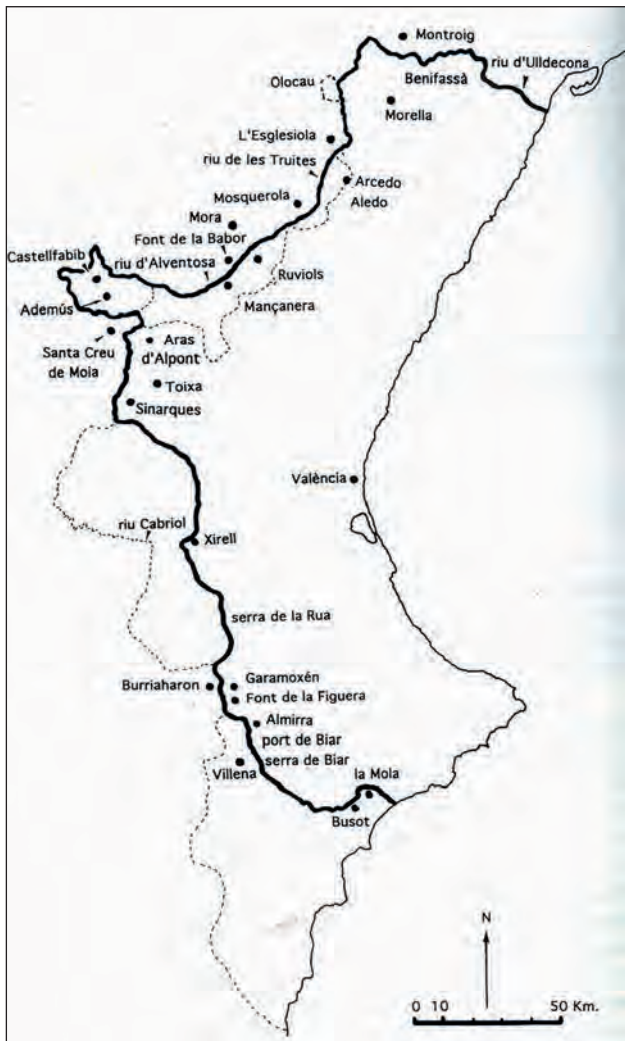 Montroig
riu d'Ulldecona
Benifassà
Olocau
Morella
L'Esglesiola
riu de les Truites
Arcedo
Aledo
Mosquerola
Mora
Font de la Babor
Castellfabib
riu d'Alventosa
Ruviols
Ademús
Mançanera
Santa Creu
de Moia
Aras
d'Alpont
Toixa
Sinarques
València
riu Cabriol
Xirell
serra de la Rua
Burriaharon
Garamoxén
Font de la Figuera
Almirra
port de Biar
serra de Biar
Villena
la Mola
Busot
N
0 10 50 Km.